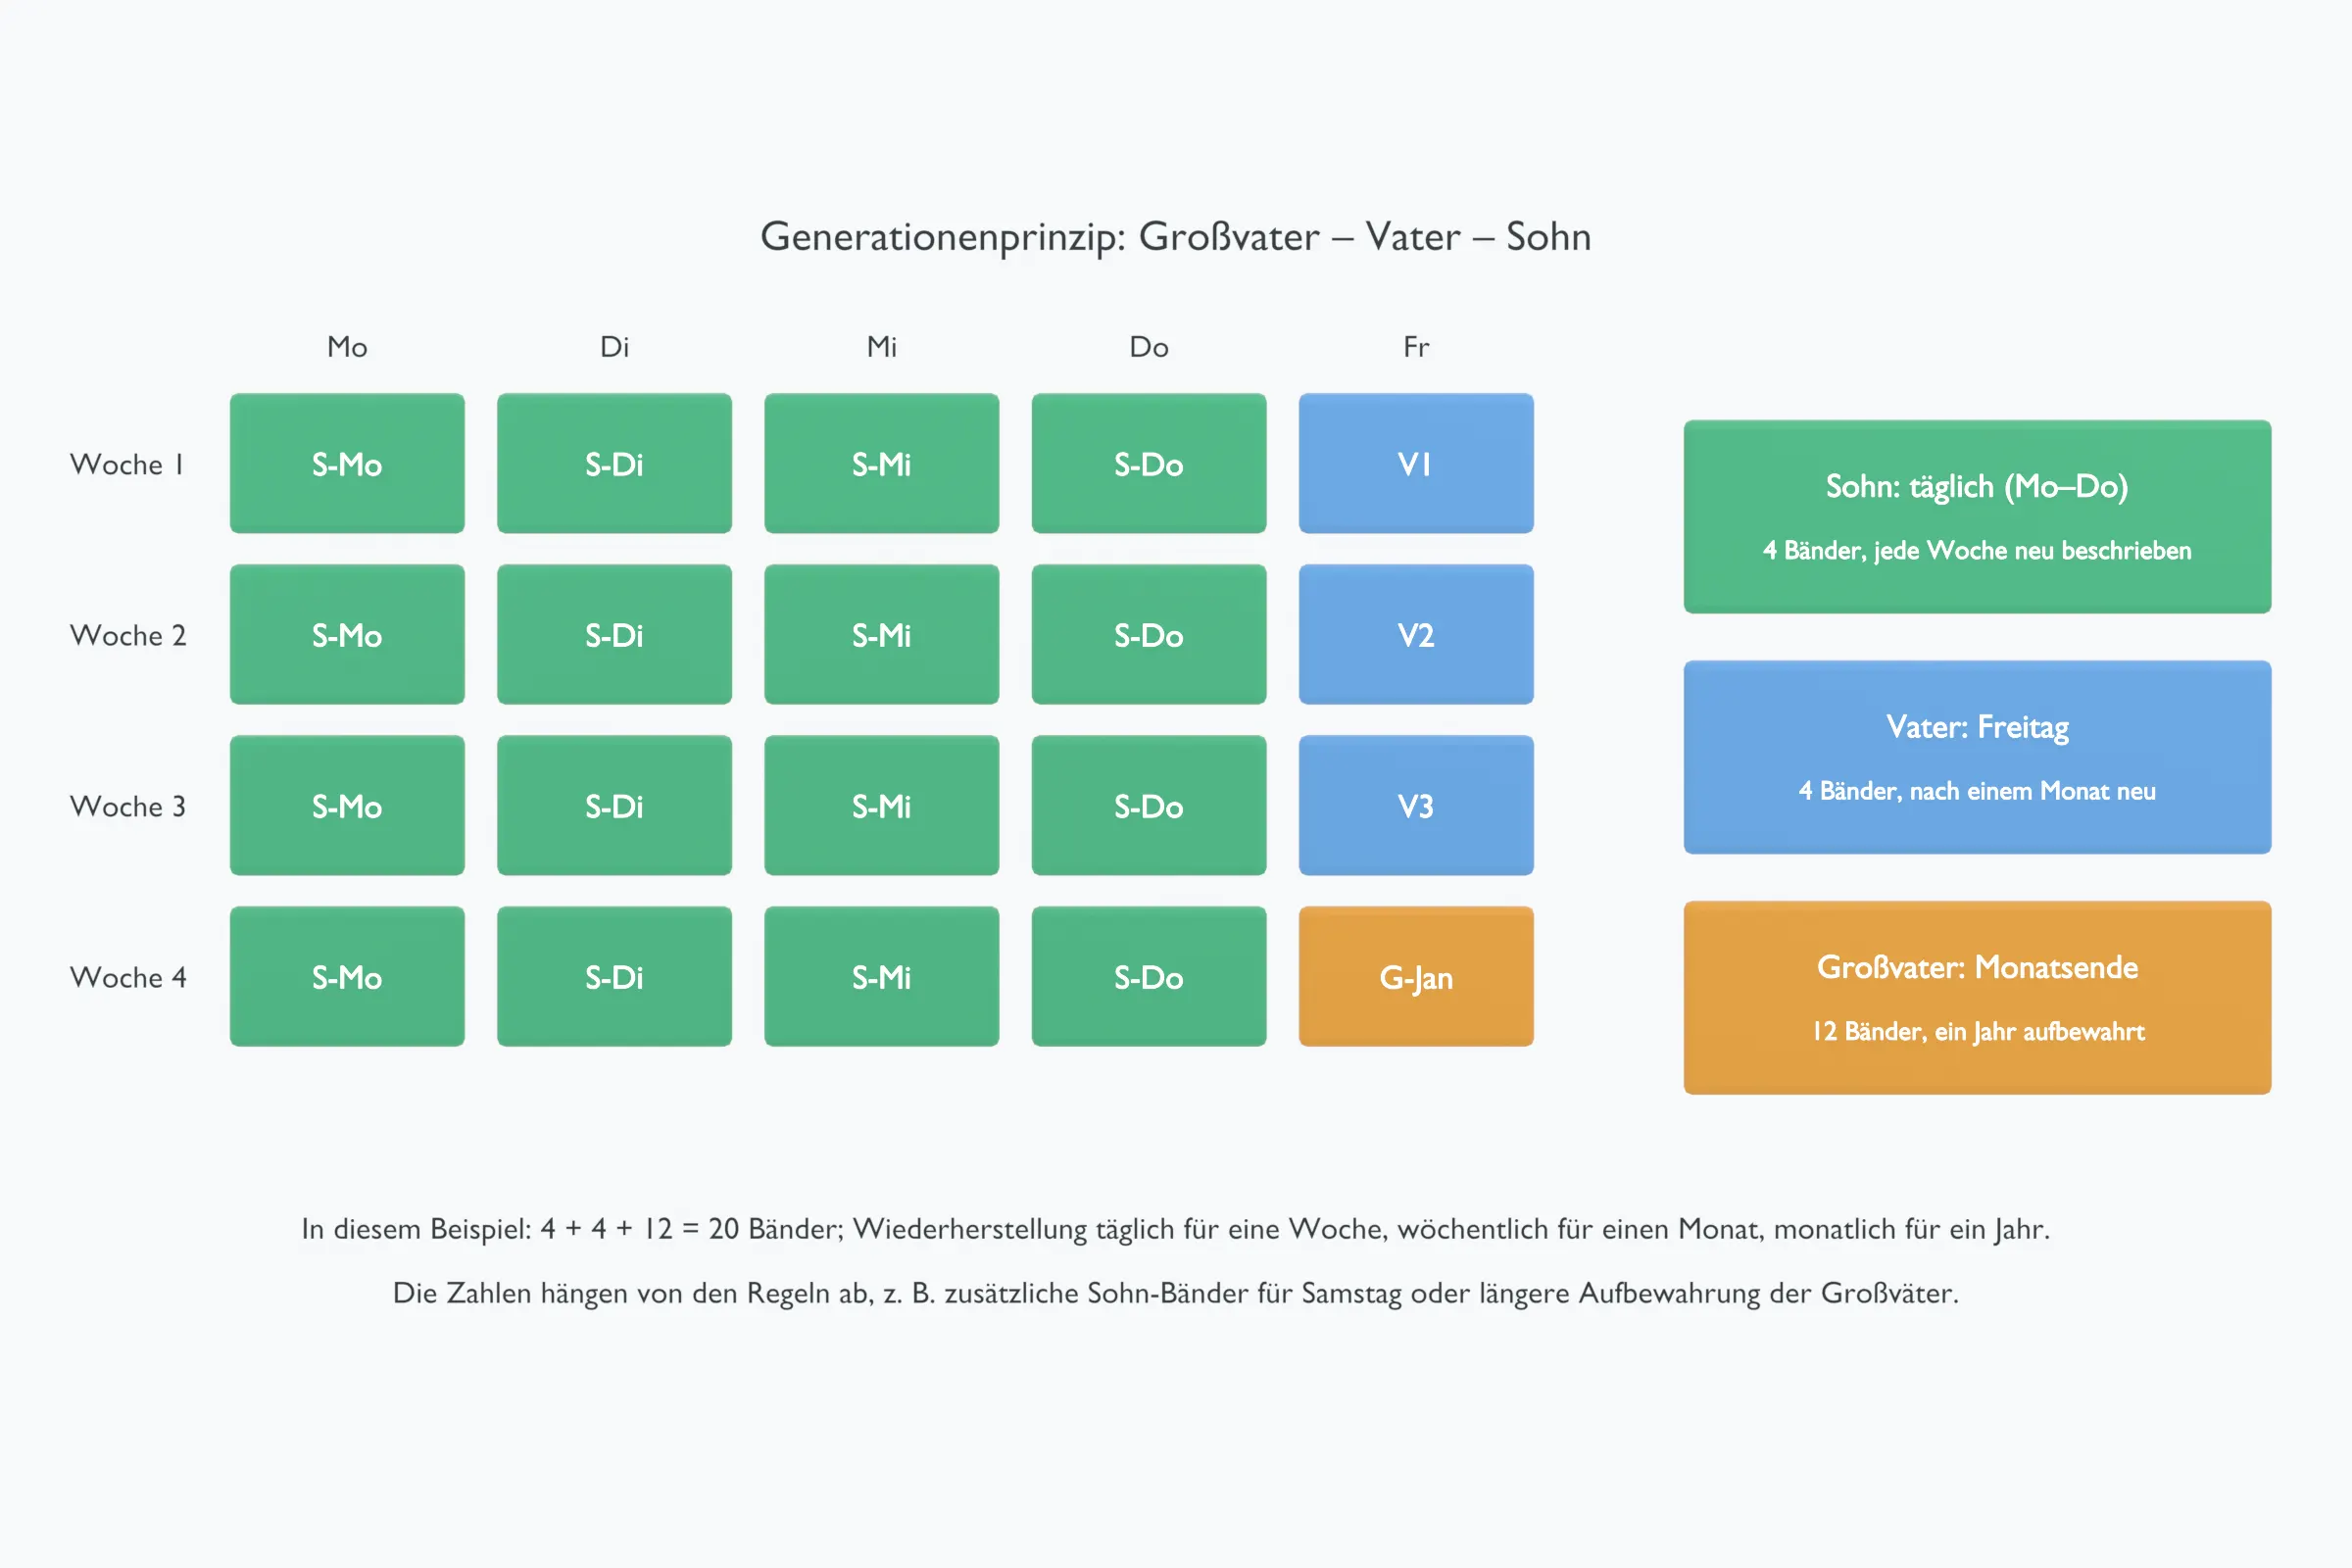 Generationenprinzip: Großvater – Vater – Sohn
Mo Di Mi Do Fr
Woche 1 S-Mo S-Di S-Mi S-Do V1
Woche 2 S-Mo S-Di S-Mi S-Do V2
Woche 3 S-Mo S-Di S-Mi S-Do V3
Woche 4 S-Mo S-Di S-Mi S-Do G-Jan
Sohn: täglich (Mo–Do)
4 Bänder, jede Woche neu beschrieben
Vater: Freitag
4 Bänder, nach einem Monat neu
Großvater: Monatsende
12 Bänder, ein Jahr aufbewahrt
In diesem Beispiel: 4 + 4 + 12 = 20 Bänder; Wiederherstellung täglich für eine Woche, wöchentlich für einen Monat, monatlich für ein Jahr.
Die Zahlen hängen von den Regeln ab, z. B. zusätzliche Sohn-Bänder für Samstag oder längere Aufbewahrung der Großväter.